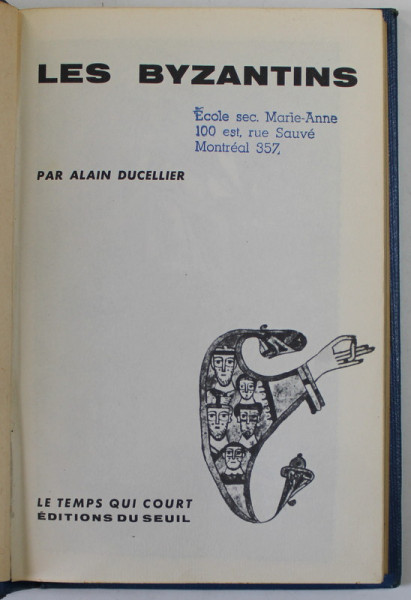 LES BYZANTINS
École sec. Marie-Anne
100 est, rue Sauvé
Montréal 357,
PAR ALAIN DUCELLIER
LE TEMPS QUI COURT
ÉDITIONS DU SEUIL